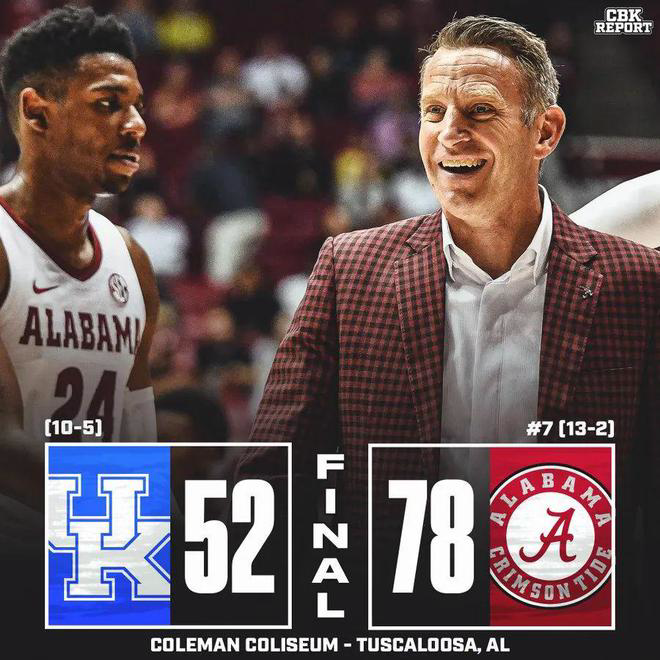 CBK
REPORT
ALABAMA
24
SEC
(10-5)
#7 (13-2)
UK
52
FINAL
78
ALABAMA
A
CRIMSON TIDE
COLEMAN COLISEUM - TUSCALOOSA, AL